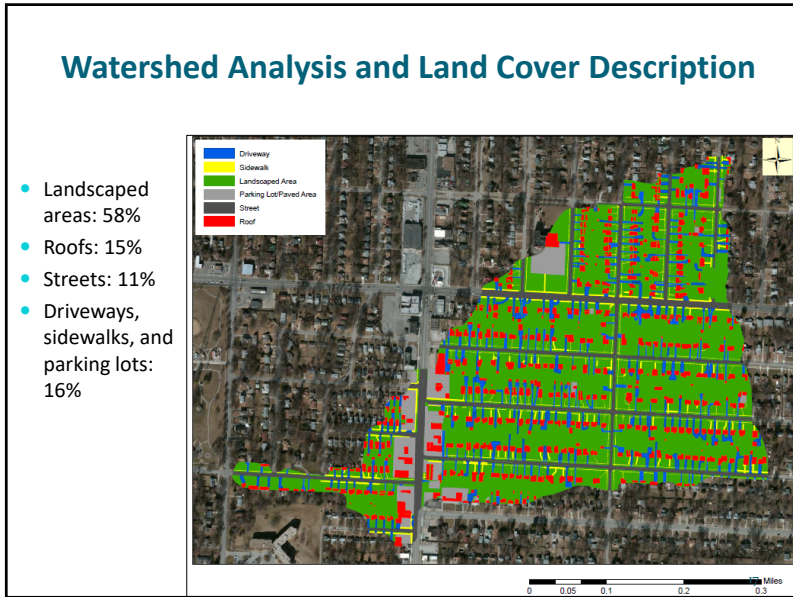 Watershed Analysis and Land Cover Description
• Landscaped
areas: 58%
• Roofs: 15%
• Streets: 11%
• Driveways,
sidewalks, and
parking lots:
16%
Driveway
Sidewalk
Landscaped Area
Parking Lot/Paved Area
Street
Roof
N
17 Miles
0 0.05 0.1 0.2 0.3